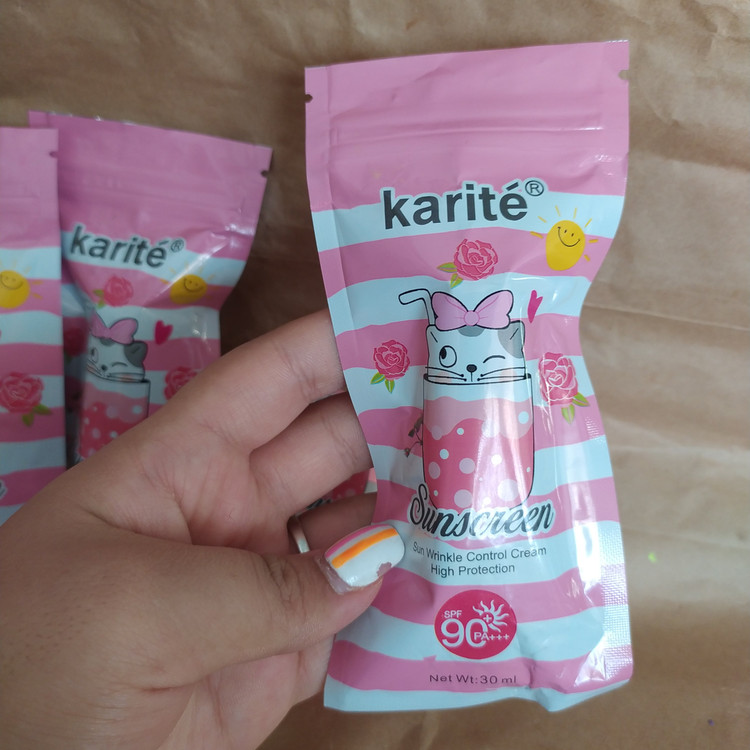 karité®
Sunscreen
Sun Wrinkle Control Cream
High Protection
SPF
90
PA+++
Net Wt: 30 ml
karité®